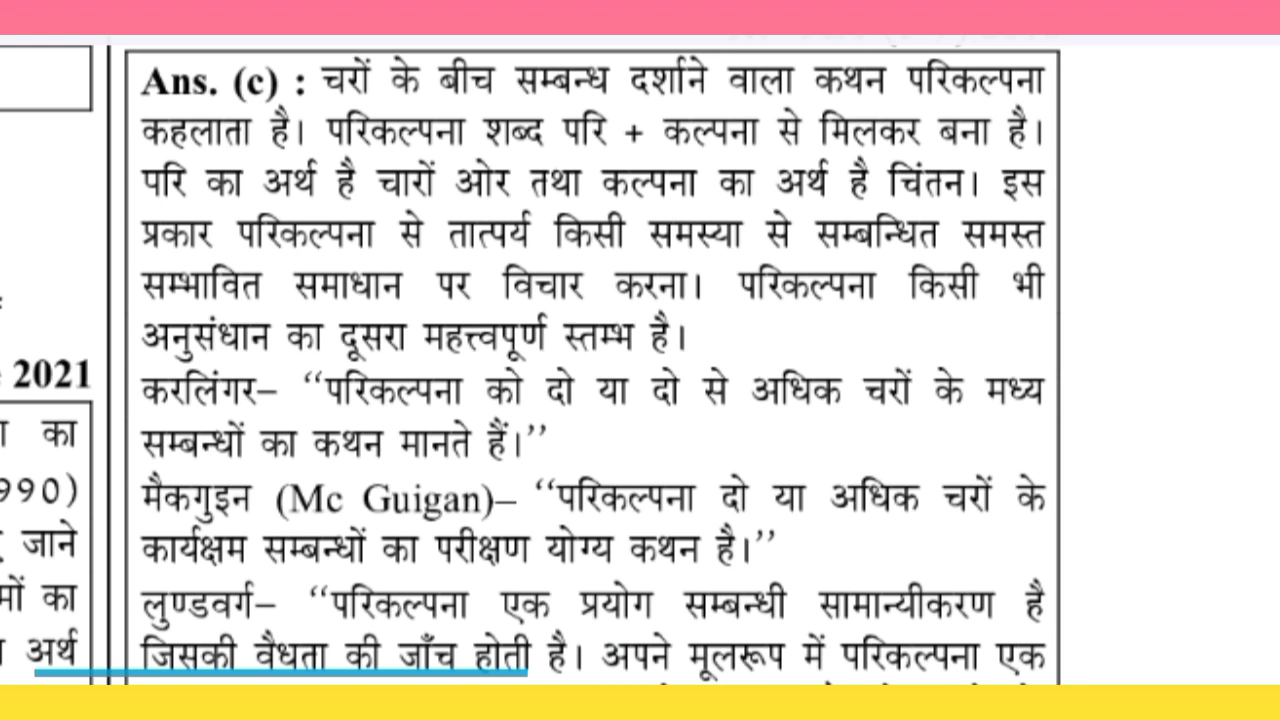 2021
का
990)
जाने
मों का
अर्थ
Ans. (c) : चरों के बीच सम्बन्ध दर्शाने वाला कथन परिकल्पना
कहलाता है। परिकल्पना शब्द परि + कल्पना से मिलकर बना है।
परि का अर्थ है चारों ओर तथा कल्पना का अर्थ है चिंतन। इस
प्रकार परिकल्पना से तात्पर्य किसी समस्या से सम्बन्धित समस्त
सम्भावित समाधान पर विचार करना। परिकल्पना किसी भी
अनुसंधान का दूसरा महत्त्वपूर्ण स्तम्भ है।
करलिंगर– ‘‘परिकल्पना को दो या दो से अधिक चरों के मध्य
सम्बन्धों का कथन मानते हैं।’’
मैकगुइन (Mc Guigan)– ‘‘परिकल्पना दो या अधिक चरों के
कार्यक्षम सम्बन्धों का परीक्षण योग्य कथन है।’’
लुण्डवर्ग– ‘‘परिकल्पना एक प्रयोग सम्बन्धी सामान्यीकरण है
जिसकी वैधता की जाँच होती है। अपने मूलरूप में परिकल्पना एक